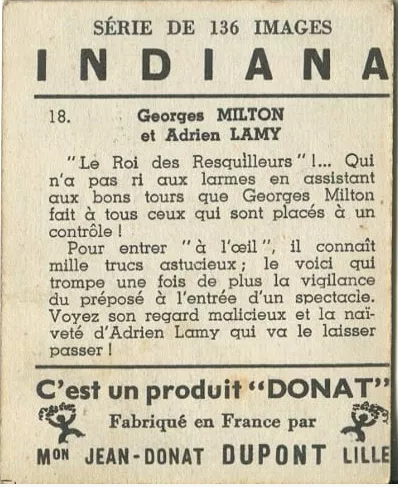 SÉRIE DE 136 IMAGES
INDIANA
18. Georges MILTON
et Adrien LAMY
"Le Roi des Resquilleurs" !... Qui
n'a pas ri aux larmes en assistant
aux bons tours que Georges Milton
fait à tous ceux qui sont placés à un
contrôle !
Pour entrer "à l'œil", il connaît
mille trucs astucieux ; le voici qui
trompe une fois de plus la vigilance
du préposé à l'entrée d'un spectacle.
Voyez son regard malicieux et la naï-
veté d'Adrien Lamy qui va le laisser
passer !
C'est un produit "DONAT"
Fabriqué en France par
MON JEAN-DONAT DUPONT LILLE